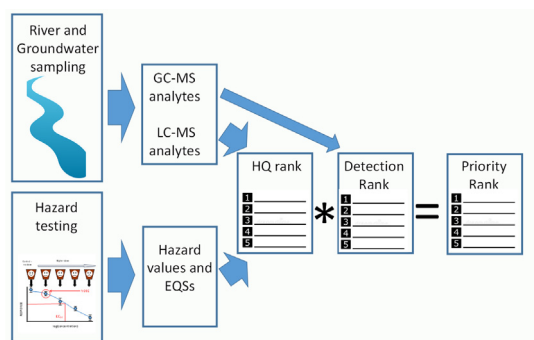 River and
Groundwater
sampling
GC-MS
analytes
LC-MS
analytes
HQ rank
1
2
3
4
5
*
Detection
Rank
1
2
3
4
5
=
Priority
Rank
1
2
3
4
5
Hazard
testing
Hazard
values and
EQSs